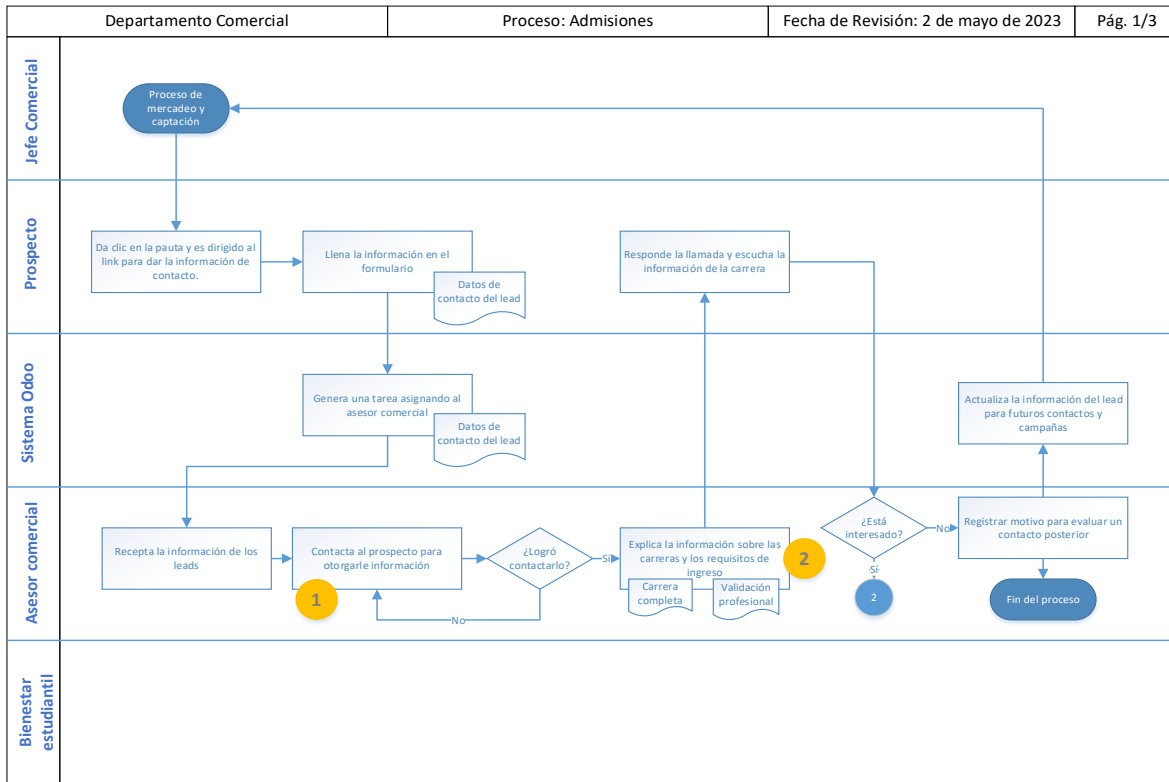 Departamento Comercial
Proceso: Admisiones
Fecha de Revisión: 2 de mayo de 2023
Pág. 1/3
Jefe Comercial
Proceso de
mercadeo y
captación
Prospecto
Da clic en la pauta y es dirigido al
link para dar la información de
contacto.
Llena la información en el
formulario
Datos de
contacto del lead
Responde la llamada y escucha la
información de la carrera
Sistema Odoo
Genera una tarea asignando al
asesor comercial
Datos de
contacto del lead
Actualiza la información del lead
para futuros contactos y
campañas
Asesor comercial
Recepta la información de los
leads
Contacta al prospecto para
otorgarle información
1
¿Logró
contactarlo?
No
Sí
Explica la información sobre las
carreras y los requisitos de
ingreso
2
Carrera
completa
Validación
profesional
¿Está
interesado?
No
Sí
2
Registrar motivo para evaluar un
contacto posterior
Fin del proceso
Bienestar
estudiantil